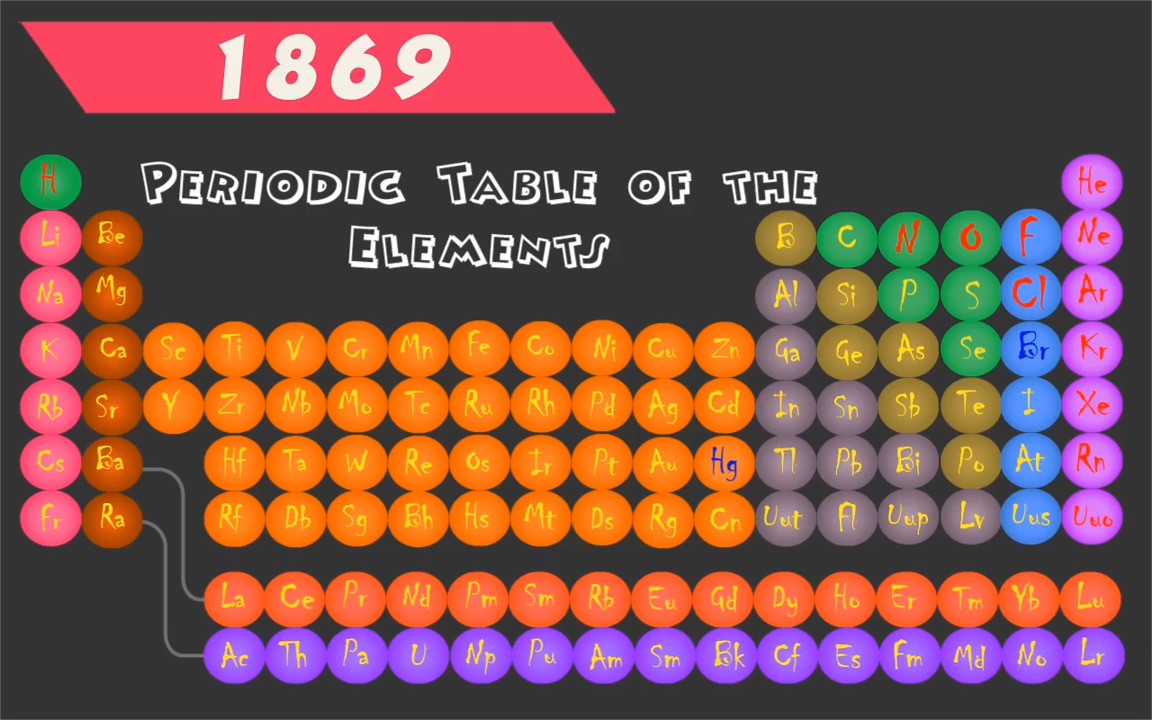 1869
H Periodic Table of the He
Elements
Li Be B C N O F Ne
Na Mg Al Si P S Cl Ar
K Ca Sc Ti V Cr Mn Fe Co Ni Cu Zn Ga Ge As Se Br Kr
Rb Sr Y Zr Nb Mo Tc Ru Rh Pd Ag Cd In Sn Sb Te I Xe
Cs Ba Hf Ta W Re Os Ir Pt Au Hg Tl Pb Bi Po At Rn
Fr Ra Rf Db Sg Bh Hs Mt Ds Rg Cn Uut Fl Uup Lv Uus Uuo
La Ce Pr Nd Pm Sm Rb Eu Gd Dy Ho Er Tm Yb Lu
Ac Th Pa U Np Pu Am Sm Bk Cf Es Fm Md No Lr